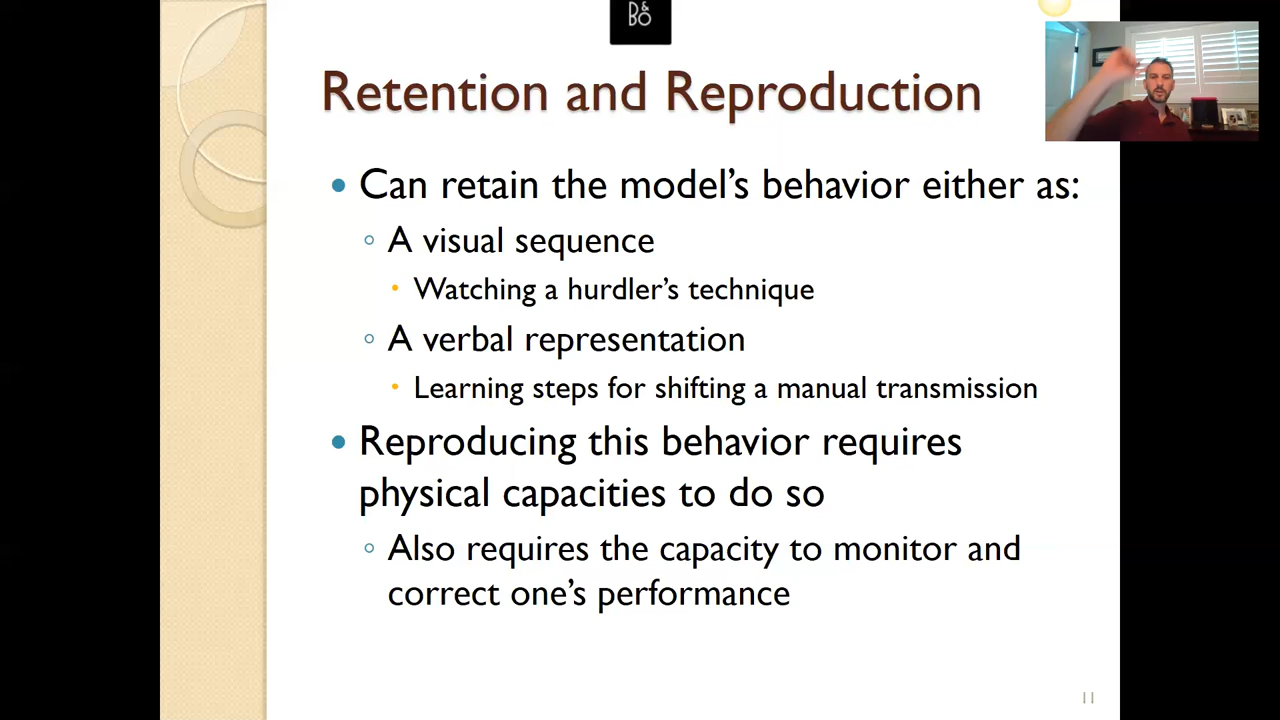 B&
BO
Retention and Reproduction
• Can retain the model's behavior either as:
◦ A visual sequence
• Watching a hurdler's technique
◦ A verbal representation
• Learning steps for shifting a manual transmission
• Reproducing this behavior requires
physical capacities to do so
◦ Also requires the capacity to monitor and
correct one's performance
11